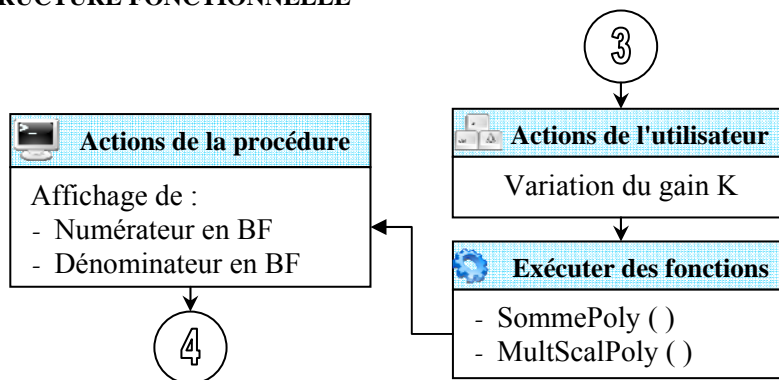 RUCTURE FONCTIONNELLE
3
Actions de l'utilisateur
Variation du gain K
Exécuter des fonctions
- SommePoly ( )
- MultScalPoly ( )
Actions de la procédure
Affichage de :
- Numérateur en BF
- Dénominateur en BF
4